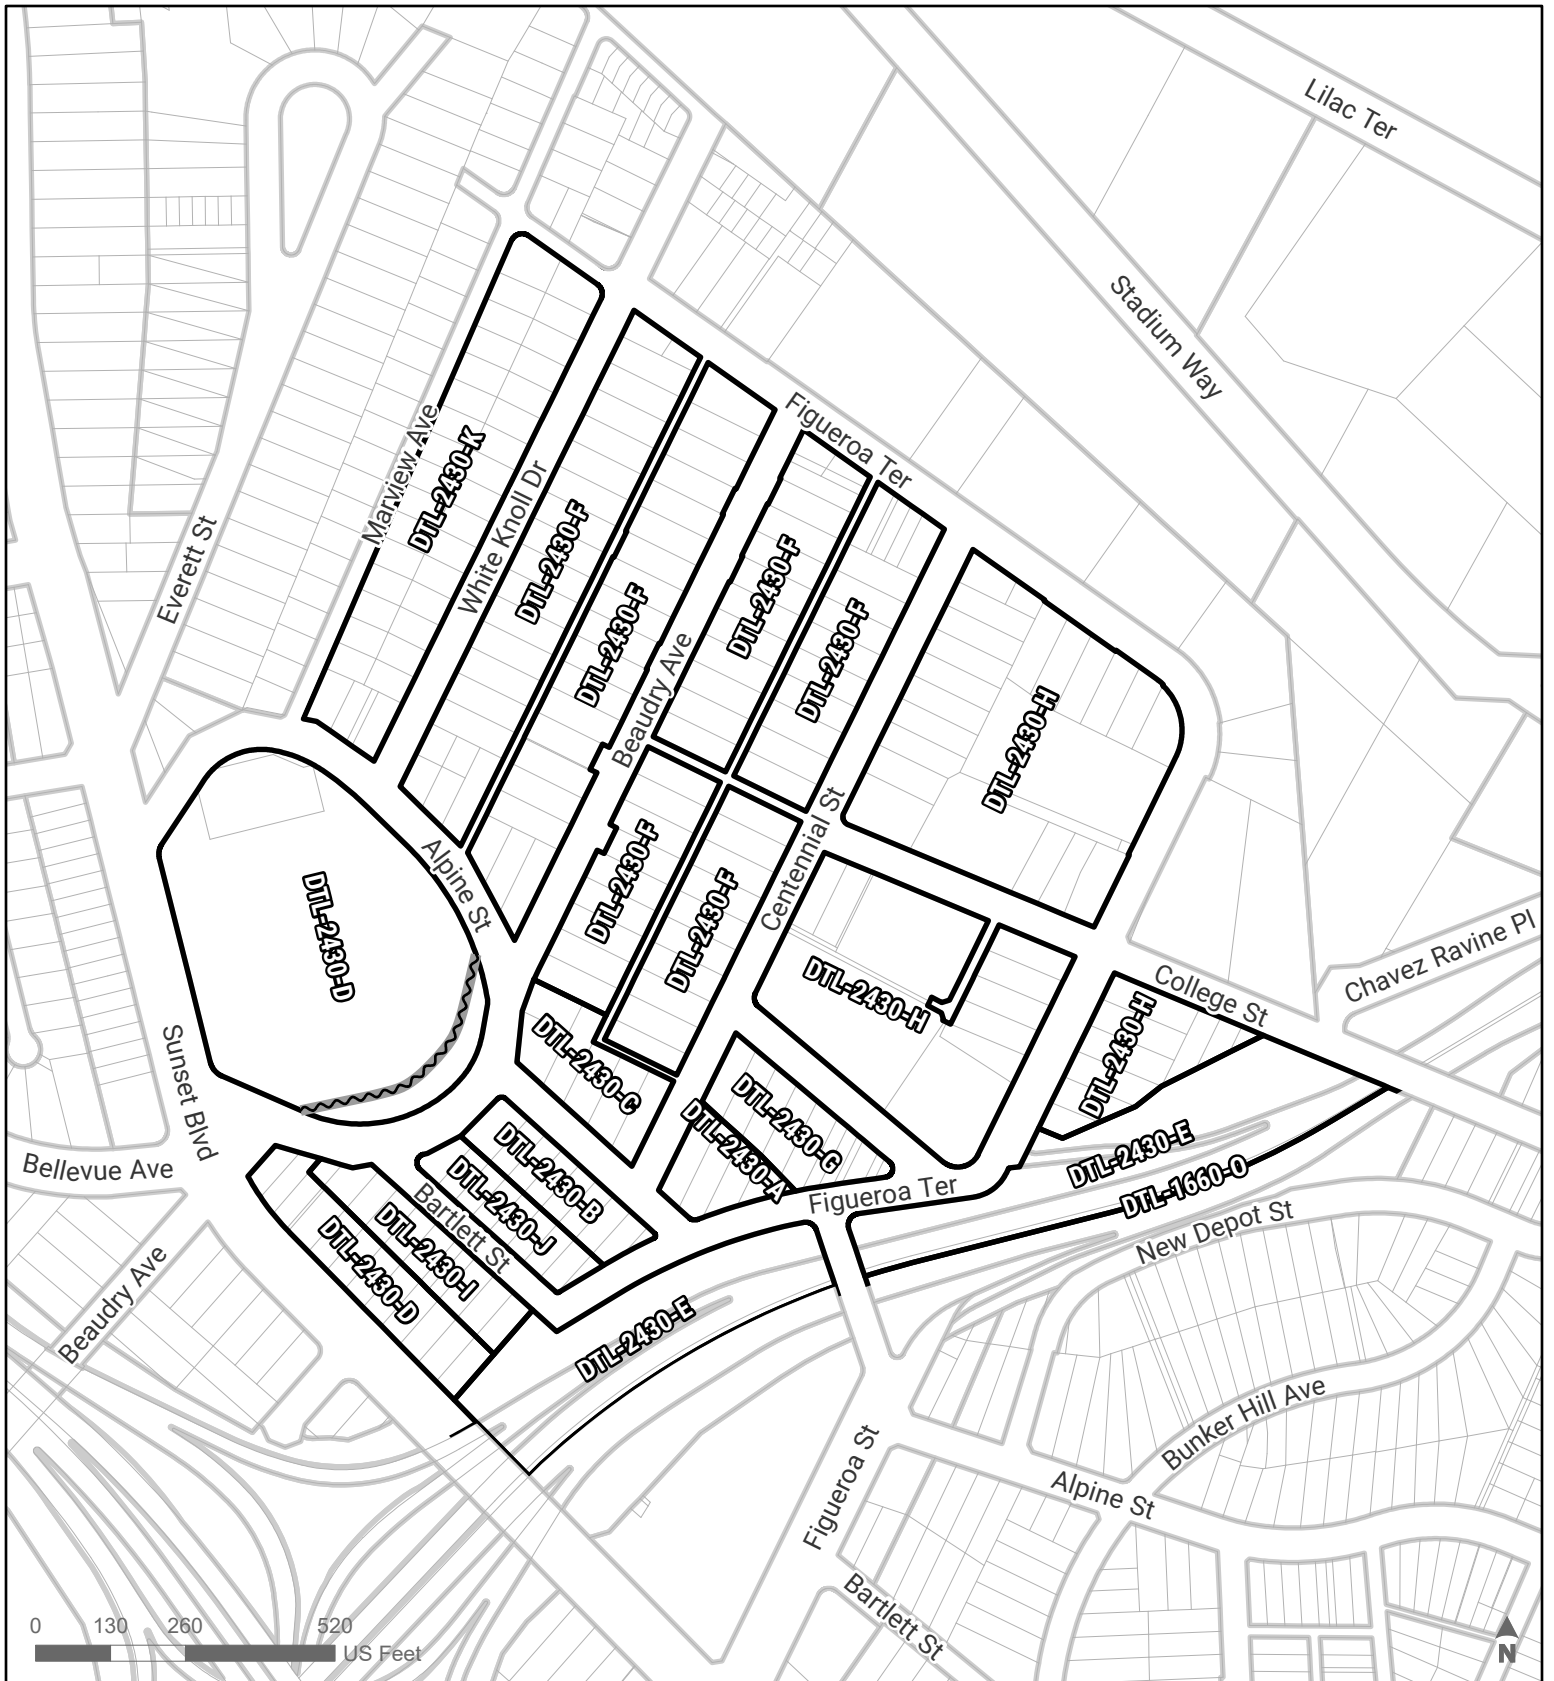 Lilac Ter
Stadium Way
Figueroa Ter
Marview Ave
DTL-2430-K
White Knoll Dr
DTL-2430-F
DTL-2430-F
DTL-2430-F
DTL-2430-F
Everett St
Beaudry Ave
DTL-2430-H
Centennial St
Alpine St
DTL-2430-F
DTL-2430-F
DTL-2430-D
DTL-2430-H
College St
Chavez Ravine Pl
DTL-2430-H
Sunset Blvd
DTL-2430-C
DTL-2430-G
DTL-2430-A
DTL-2430-E
Bellevue Ave
DTL-2430-B
DTL-2430-J
Bartlett St
Figueroa Ter
DTL-1660-O
New Depot St
DTL-2430-I
DTL-2430-D
Beaudry Ave
DTL-2430-E
Bunker Hill Ave
Figueroa St
Alpine St
Bartlett St
0 130 260 520
US Feet
N